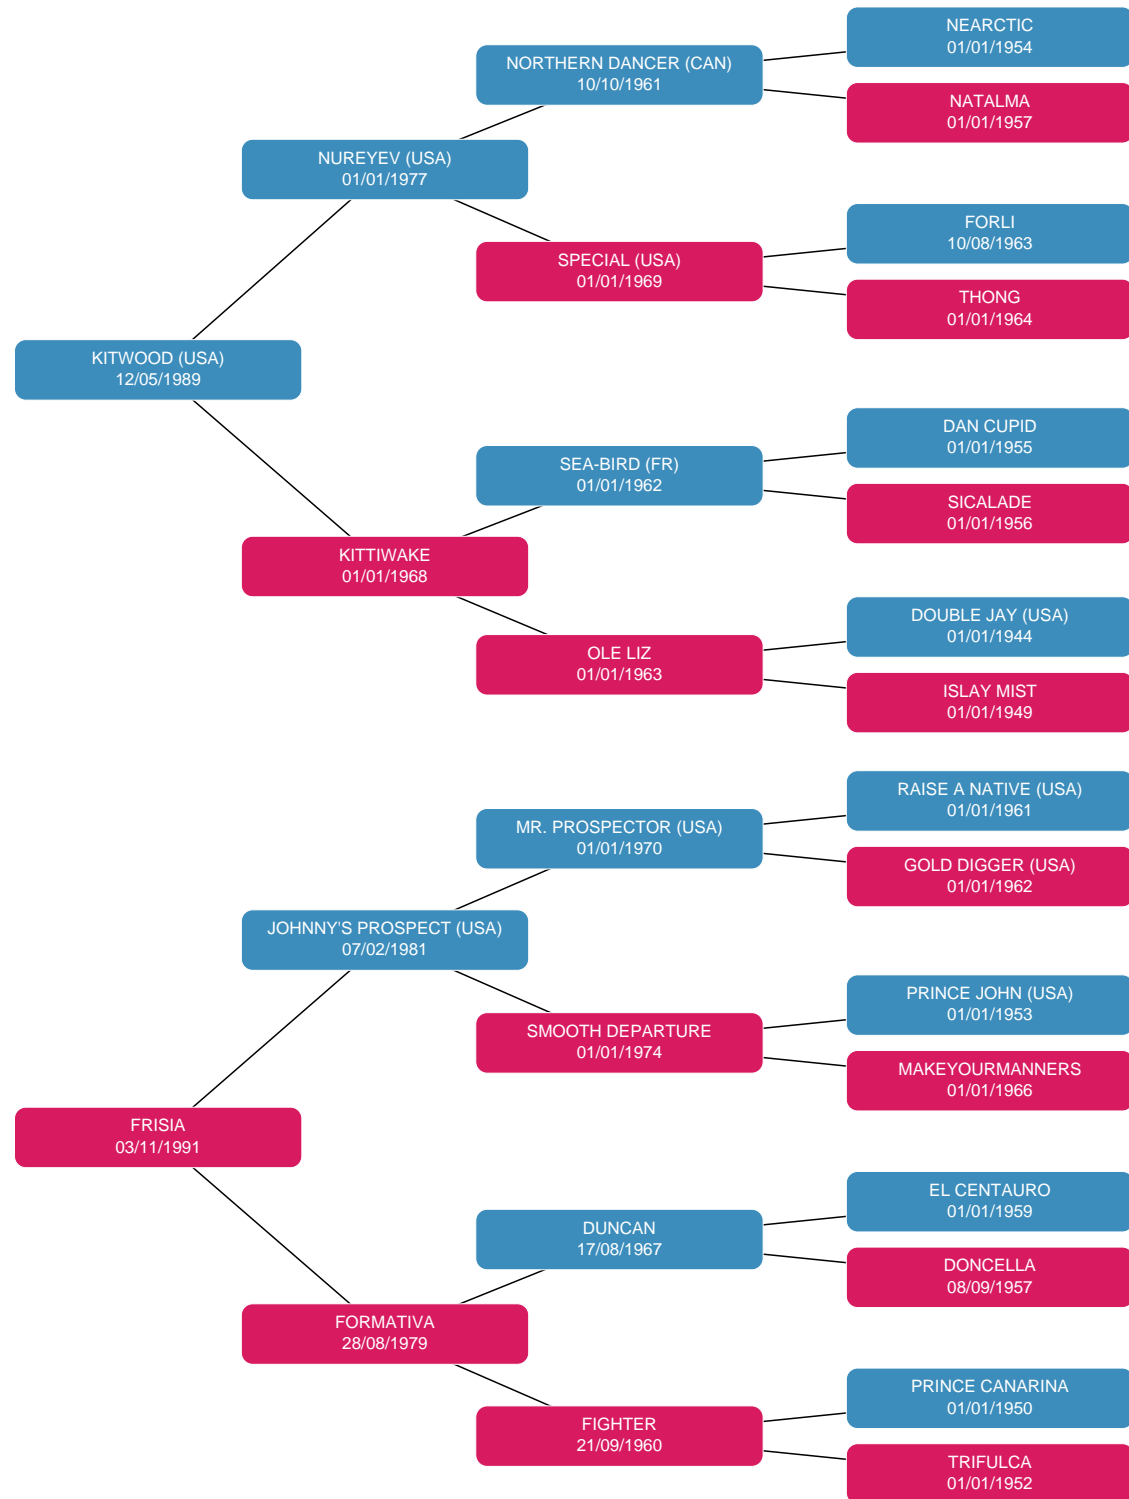 NEARCTIC
01/01/1954
NORTHERN DANCER (CAN)
10/10/1961
NATALMA
01/01/1957
NUREYEV (USA)
01/01/1977
FORLI
10/08/1963
SPECIAL (USA)
01/01/1969
THONG
01/01/1964
KITWOOD (USA)
12/05/1989
DAN CUPID
01/01/1955
SEA-BIRD (FR)
01/01/1962
SICALADE
01/01/1956
KITTIWAKE
01/01/1968
DOUBLE JAY (USA)
01/01/1944
OLE LIZ
01/01/1963
ISLAY MIST
01/01/1949
RAISE A NATIVE (USA)
01/01/1961
MR. PROSPECTOR (USA)
01/01/1970
GOLD DIGGER (USA)
01/01/1962
JOHNNY'S PROSPECT (USA)
07/02/1981
PRINCE JOHN (USA)
01/01/1953
SMOOTH DEPARTURE
01/01/1974
MAKEYOURMANNERS
01/01/1966
FRISIA
03/11/1991
EL CENTAURO
01/01/1959
DUNCAN
17/08/1967
DONCELLA
08/09/1957
FORMATIVA
28/08/1979
PRINCE CANARINA
01/01/1950
FIGHTER
21/09/1960
TRIFULCA
01/01/1952